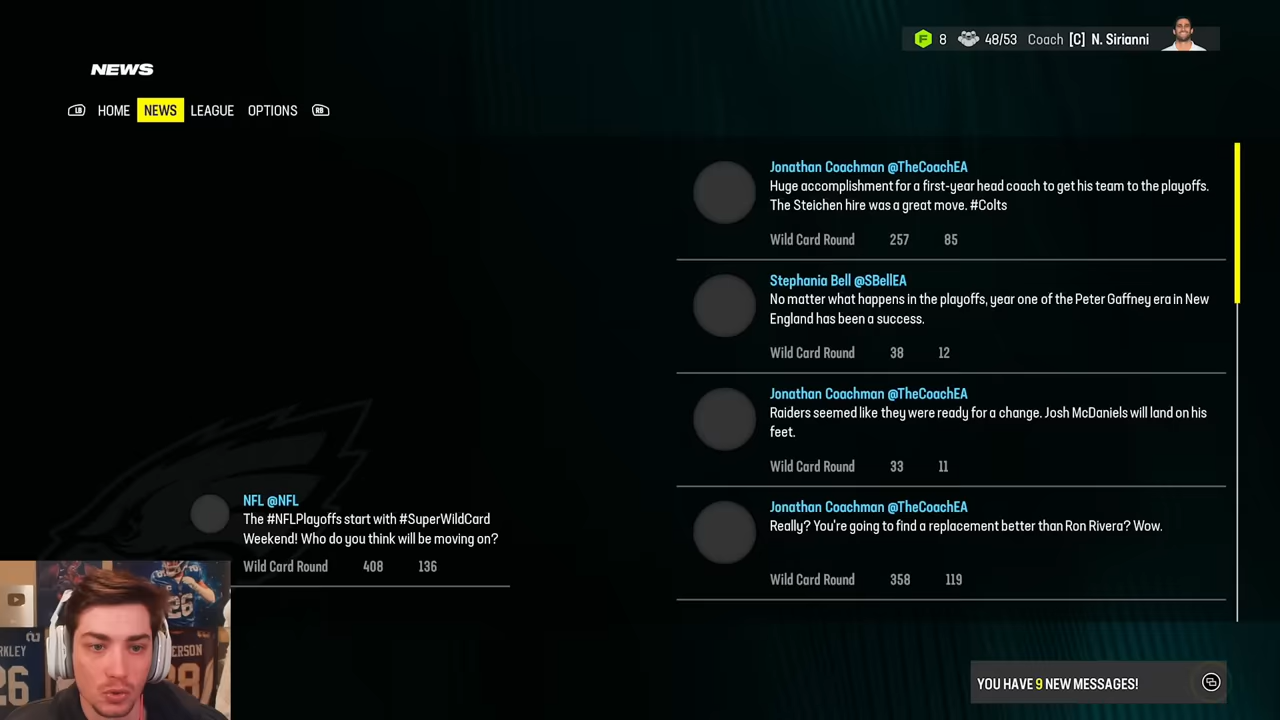 8 48/53 Coach [C] N. Sirianni
NEWS
LB HOME NEWS LEAGUE OPTIONS RB
Jonathan Coachman @TheCoachEA
Huge accomplishment for a first-year head coach to get his team to the playoffs.
The Steichen hire was a great move. #Colts
Wild Card Round 257 85
Stephania Bell @SBellEA
No matter what happens in the playoffs, year one of the Peter Gaffney era in New
England has been a success.
Wild Card Round 38 12
Jonathan Coachman @TheCoachEA
Raiders seemed like they were ready for a change. Josh McDaniels will land on his
feet.
Wild Card Round 33 11
Jonathan Coachman @TheCoachEA
Really? You're going to find a replacement better than Ron Rivera? Wow.
Wild Card Round 358 119
NFL @NFL
The #NFLPlayoffs start with #SuperWildCard
Weekend! Who do you think will be moving on?
Wild Card Round 408 136
26
RKLEY
26
ERSON
YOU HAVE 9 NEW MESSAGES!